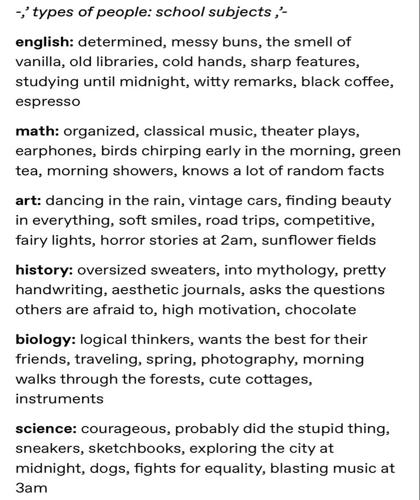 -,’ types of people: school subjects ,’-
english: determined, messy buns, the smell of
vanilla, old libraries, cold hands, sharp features,
studying until midnight, witty remarks, black coffee,
espresso
math: organized, classical music, theater plays,
earphones, birds chirping early in the morning, green
tea, morning showers, knows a lot of random facts
art: dancing in the rain, vintage cars, finding beauty
in everything, soft smiles, road trips, competitive,
fairy lights, horror stories at 2am, sunflower fields
history: oversized sweaters, into mythology, pretty
handwriting, aesthetic journals, asks the questions
others are afraid to, high motivation, chocolate
biology: logical thinkers, wants the best for their
friends, traveling, spring, photography, morning
walks through the forests, cute cottages,
instruments
science: courageous, probably did the stupid thing,
sneakers, sketchbooks, exploring the city at
midnight, dogs, fights for equality, blasting music at
3am